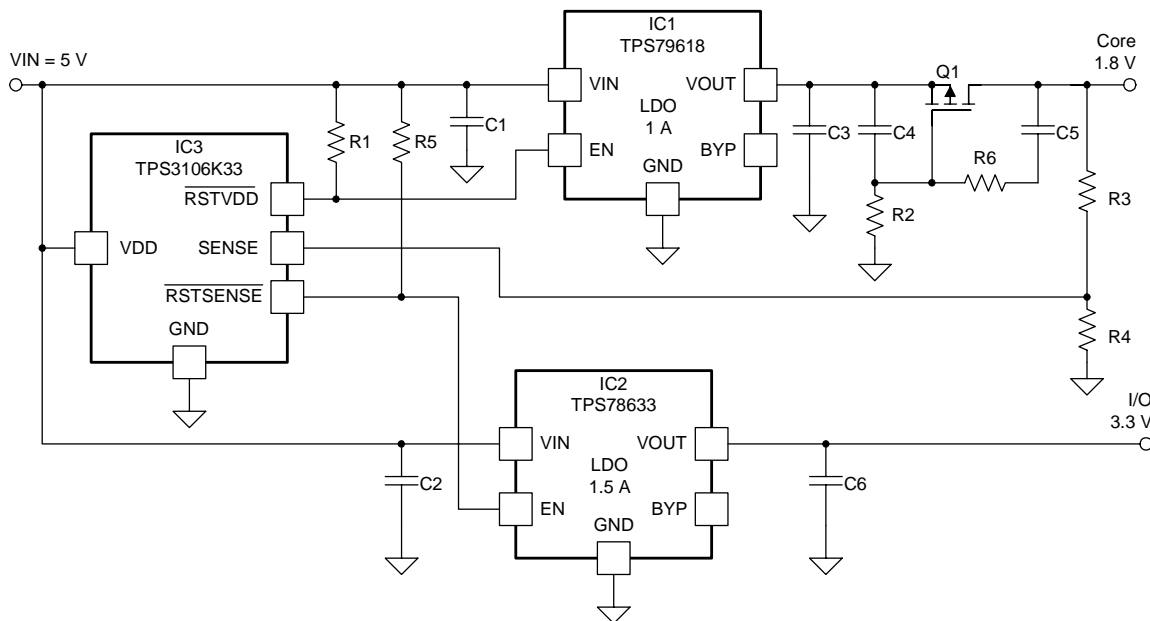 VIN = 5 V
IC1
TPS79618
VIN
VOUT
LDO
1 A
EN
BYP
GND
Core
1.8 V
Q1
C1
R1
R5
C3
C4
C5
R6
R2
R3
R4
IC3
TPS3106K33
RSTVDD
VDD
SENSE
RSTSENSE
GND
IC2
TPS78633
VIN
VOUT
LDO
1.5 A
EN
BYP
GND
C2
C6
I/O
3.3 V